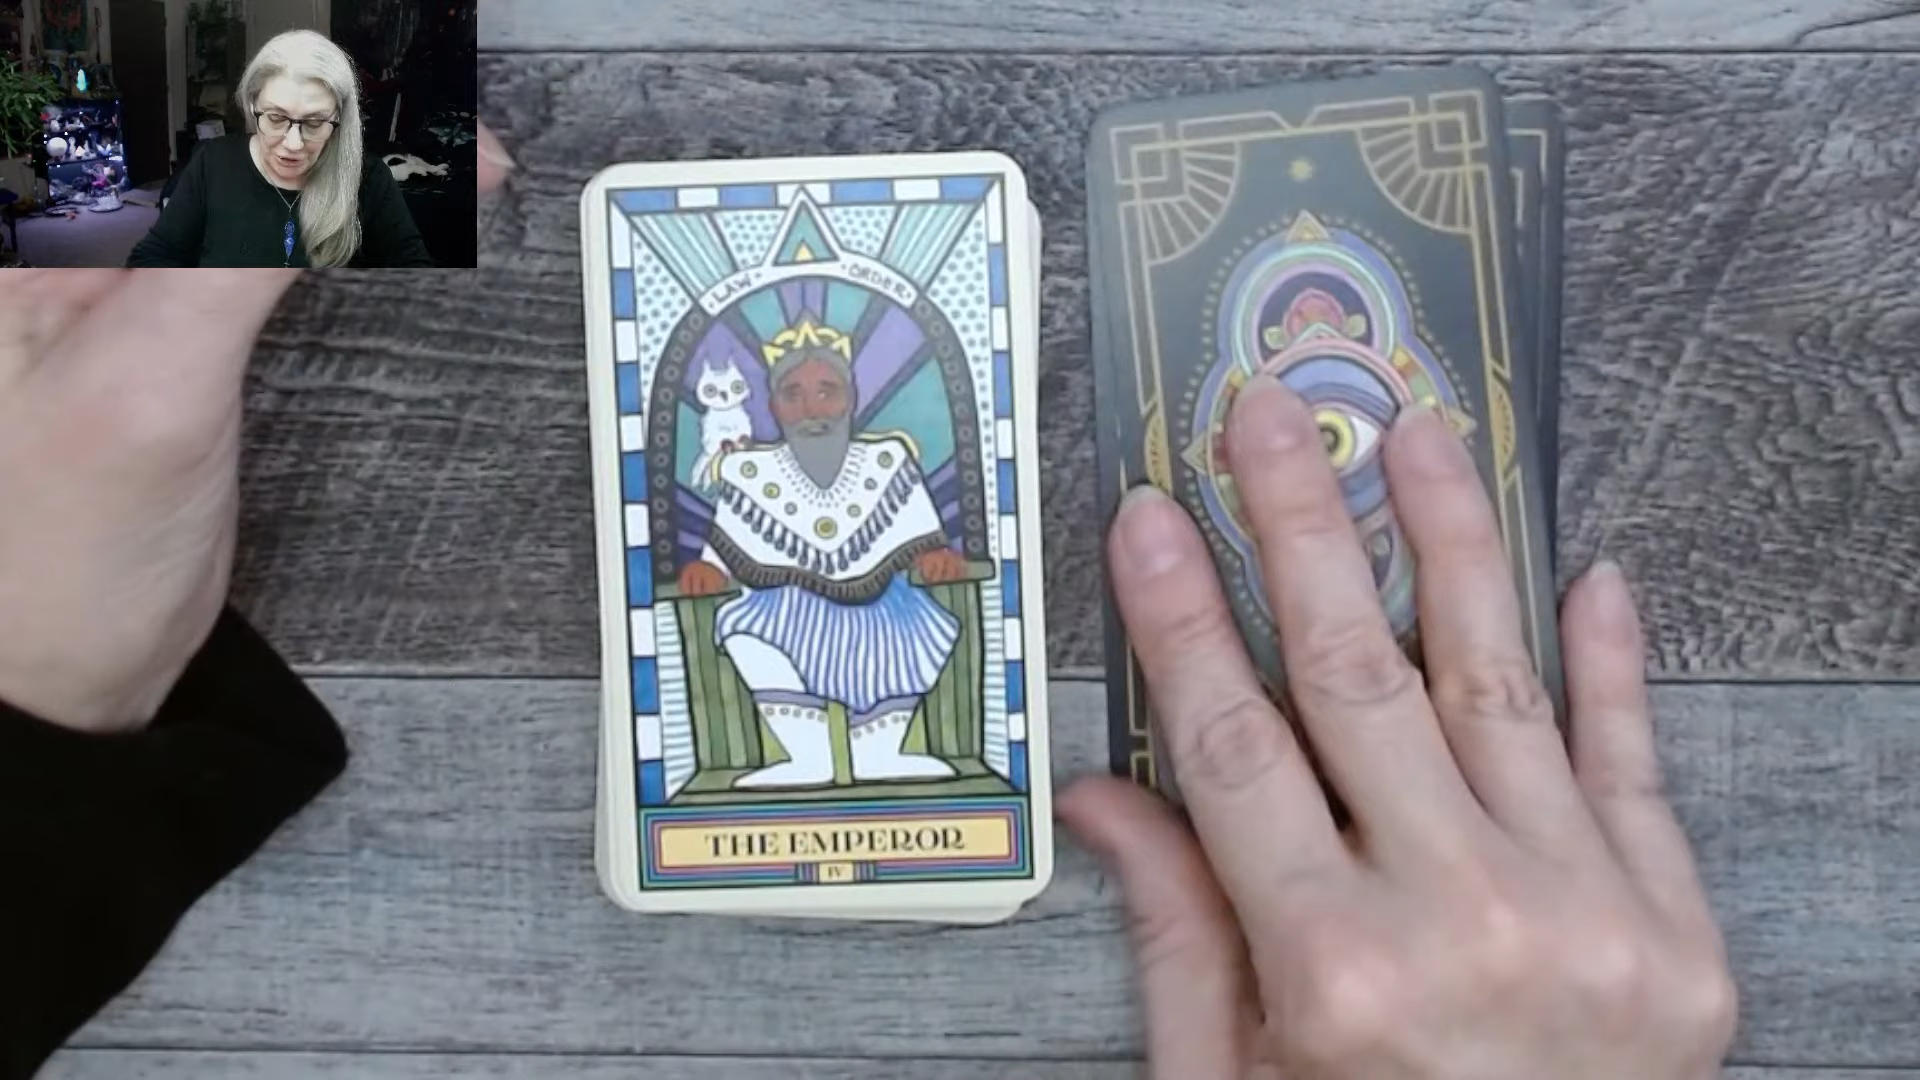 • LAW • • ORDER •
THE EMPEROR
IV